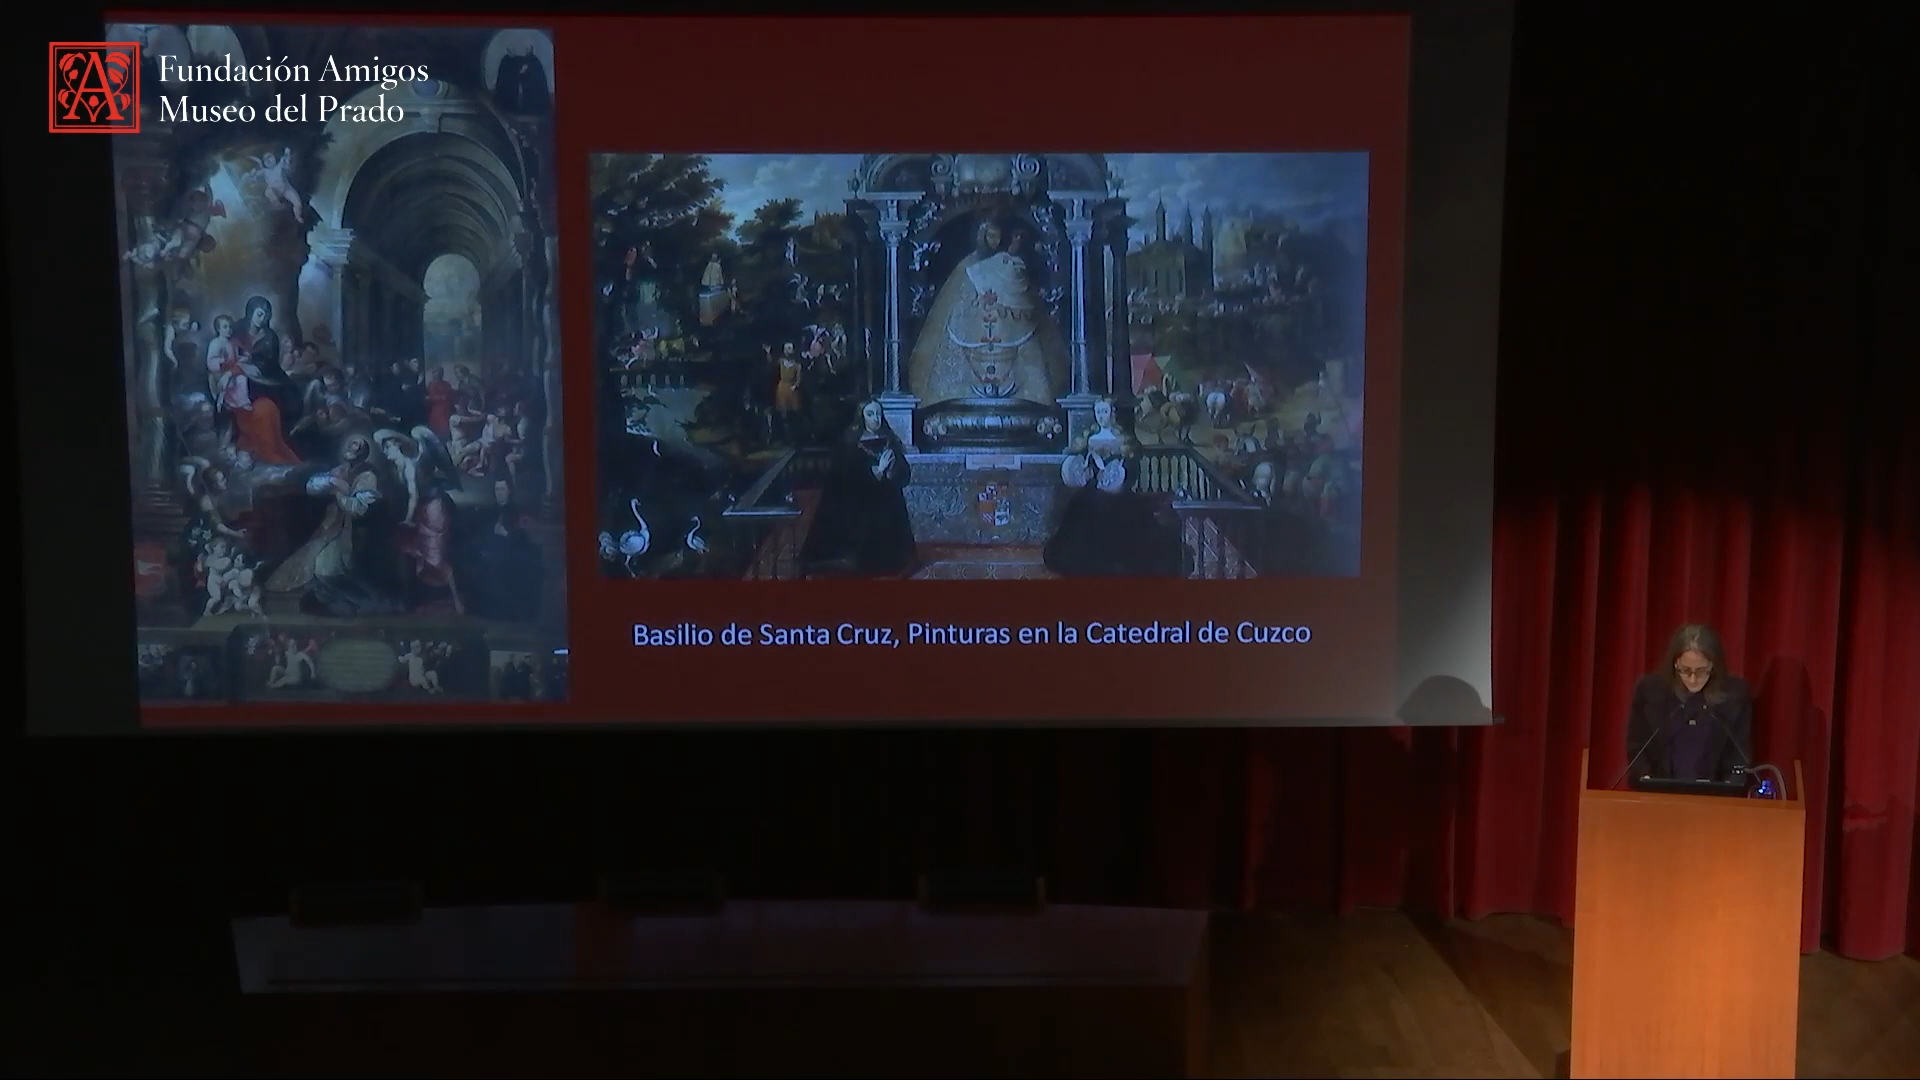 Fundación Amigos
Museo del Prado
Basilio de Santa Cruz, Pinturas en la Catedral de Cuzco